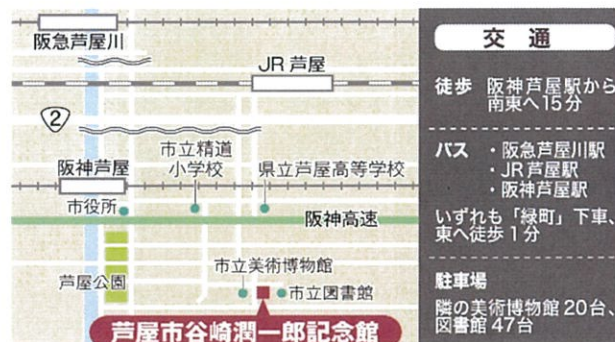 阪急芦屋川
JR 芦屋
2
阪神芦屋
市立精道
小学校
県立芦屋高等学校
市役所
阪神高速
芦屋公園
市立美術博物館
市立図書館
芦屋市谷崎潤一郎記念館
交 通
徒歩 阪神芦屋駅から
南東へ15分
バス ・阪急芦屋川駅
・JR 芦屋駅
・阪神芦屋駅
いずれも「緑町」下車、
東へ徒歩 1 分
駐車場
隣の美術博物館 20台、
図書館 47台